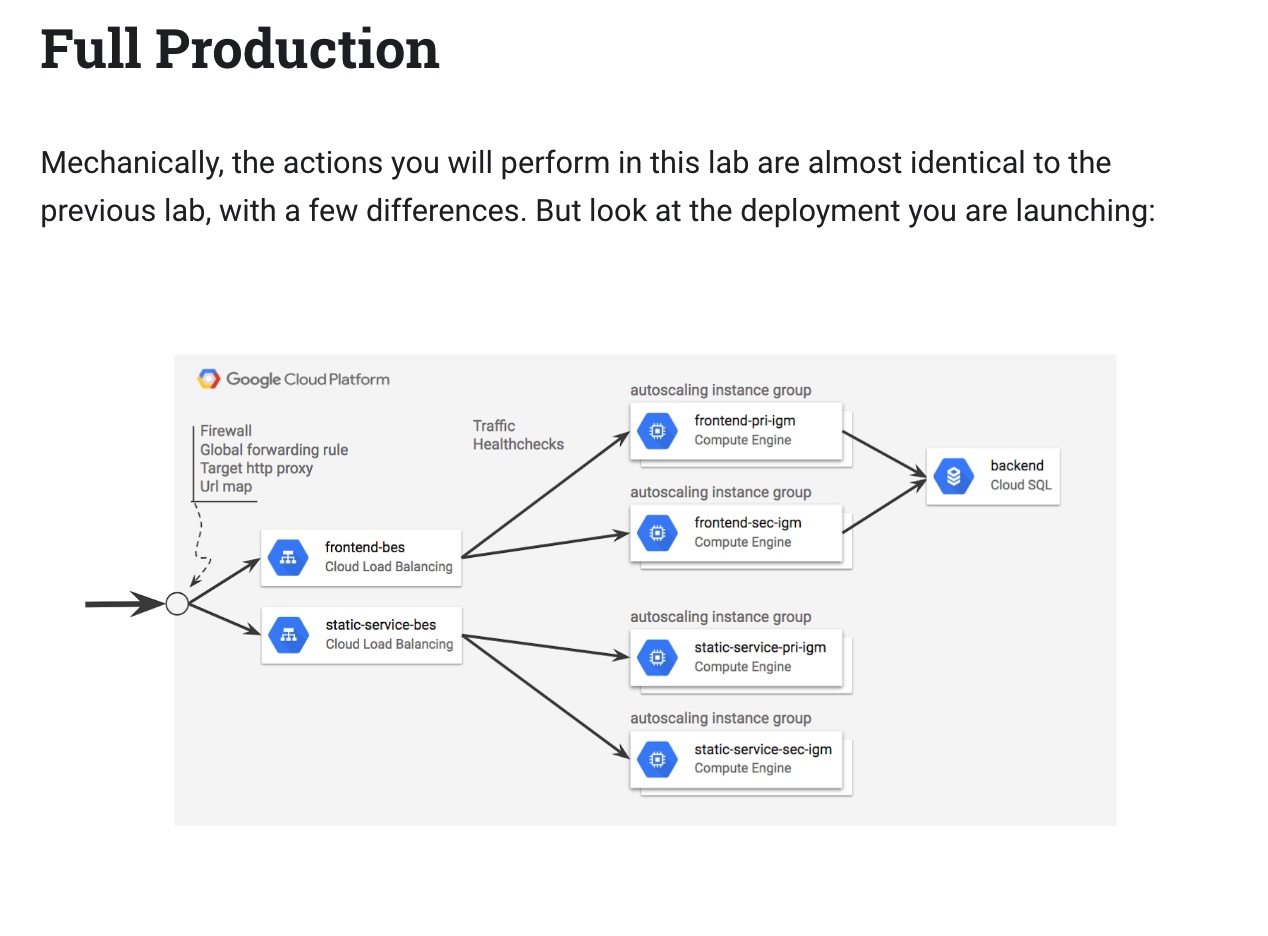 Full Production
Mechanically, the actions you will perform in this lab are almost identical to the
previous lab, with a few differences. But look at the deployment you are launching:
Google Cloud Platform
Firewall
Global forwarding rule
Target http proxy
Url map
Traffic
Healthchecks
frontend-bes
Cloud Load Balancing
static-service-bes
Cloud Load Balancing
autoscaling instance group
frontend-pri-igm
Compute Engine
autoscaling instance group
frontend-sec-igm
Compute Engine
autoscaling instance group
static-service-pri-igm
Compute Engine
autoscaling instance group
static-service-sec-igm
Compute Engine
backend
Cloud SQL